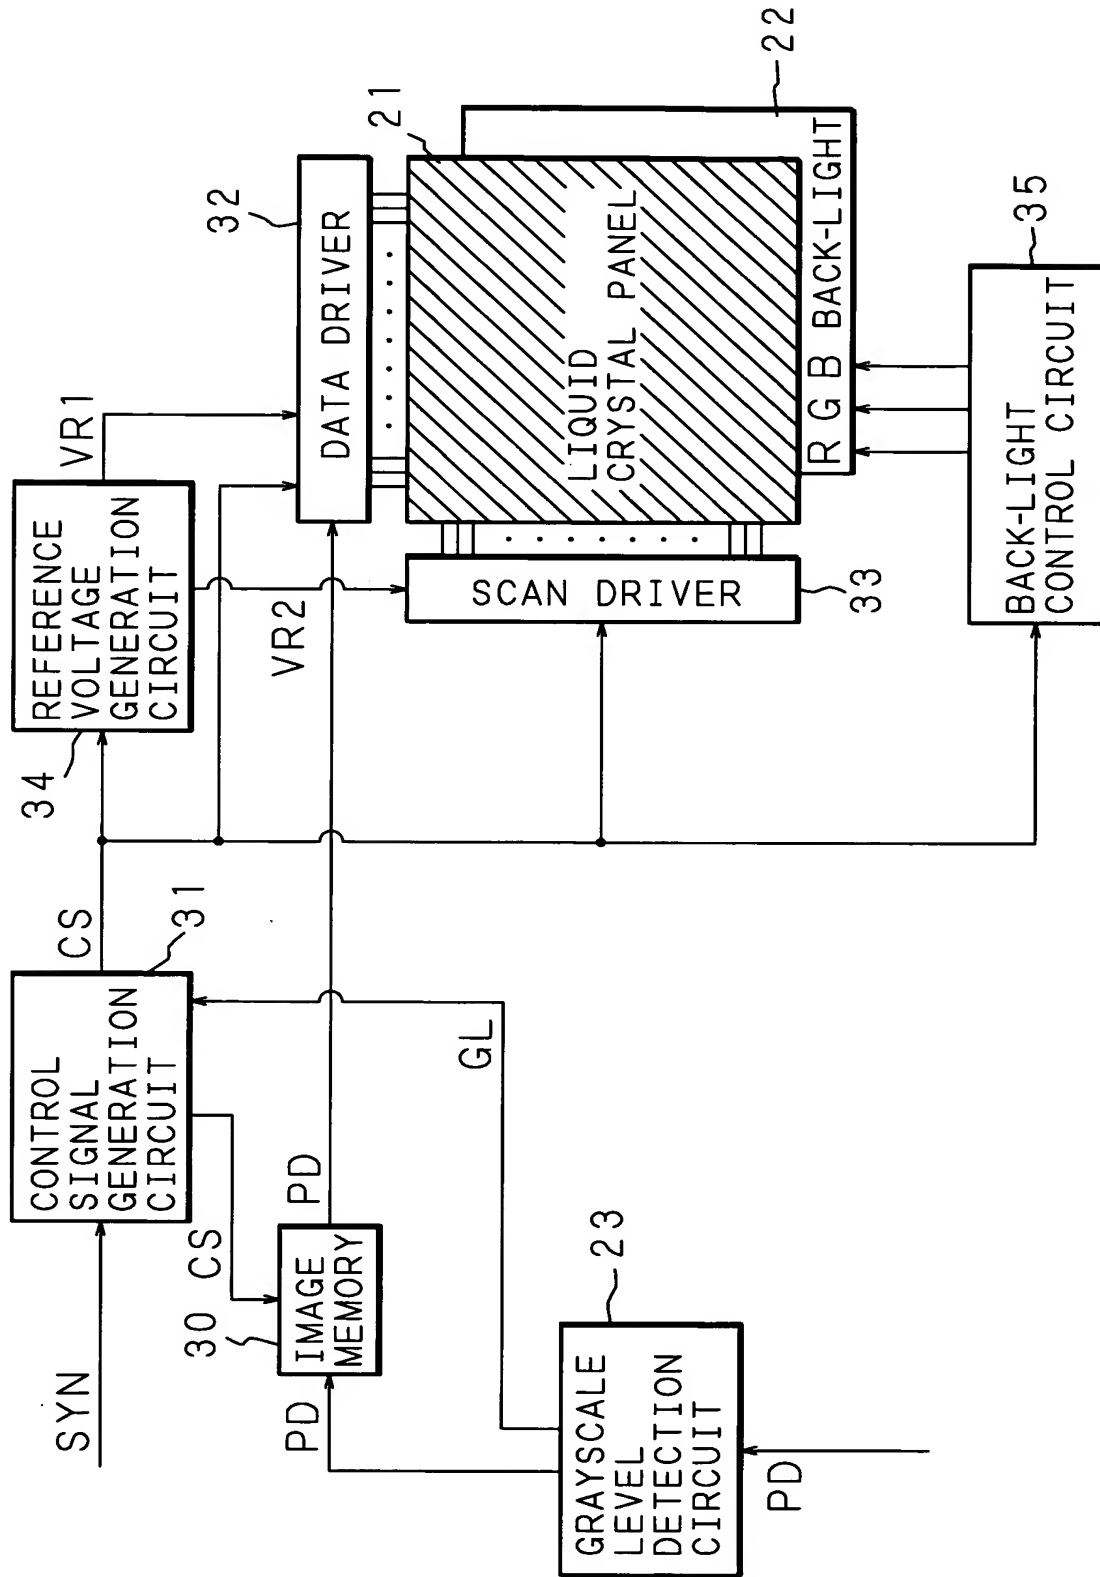 SYN
CONTROL
SIGNAL
GENERATION
CIRCUIT
31
CS
CS
34
REFERENCE
VOLTAGE
GENERATION
CIRCUIT
VR1
VR2
30
IMAGE
MEMORY
PD
PD
DATA DRIVER
32
SCAN DRIVER
33
LIQUID
CRYSTAL PANEL
21
22
R G B BACK-LIGHT
GL
GRAYSCALE
LEVEL
DETECTION
CIRCUIT
23
PD
BACK-LIGHT
CONTROL CIRCUIT
35